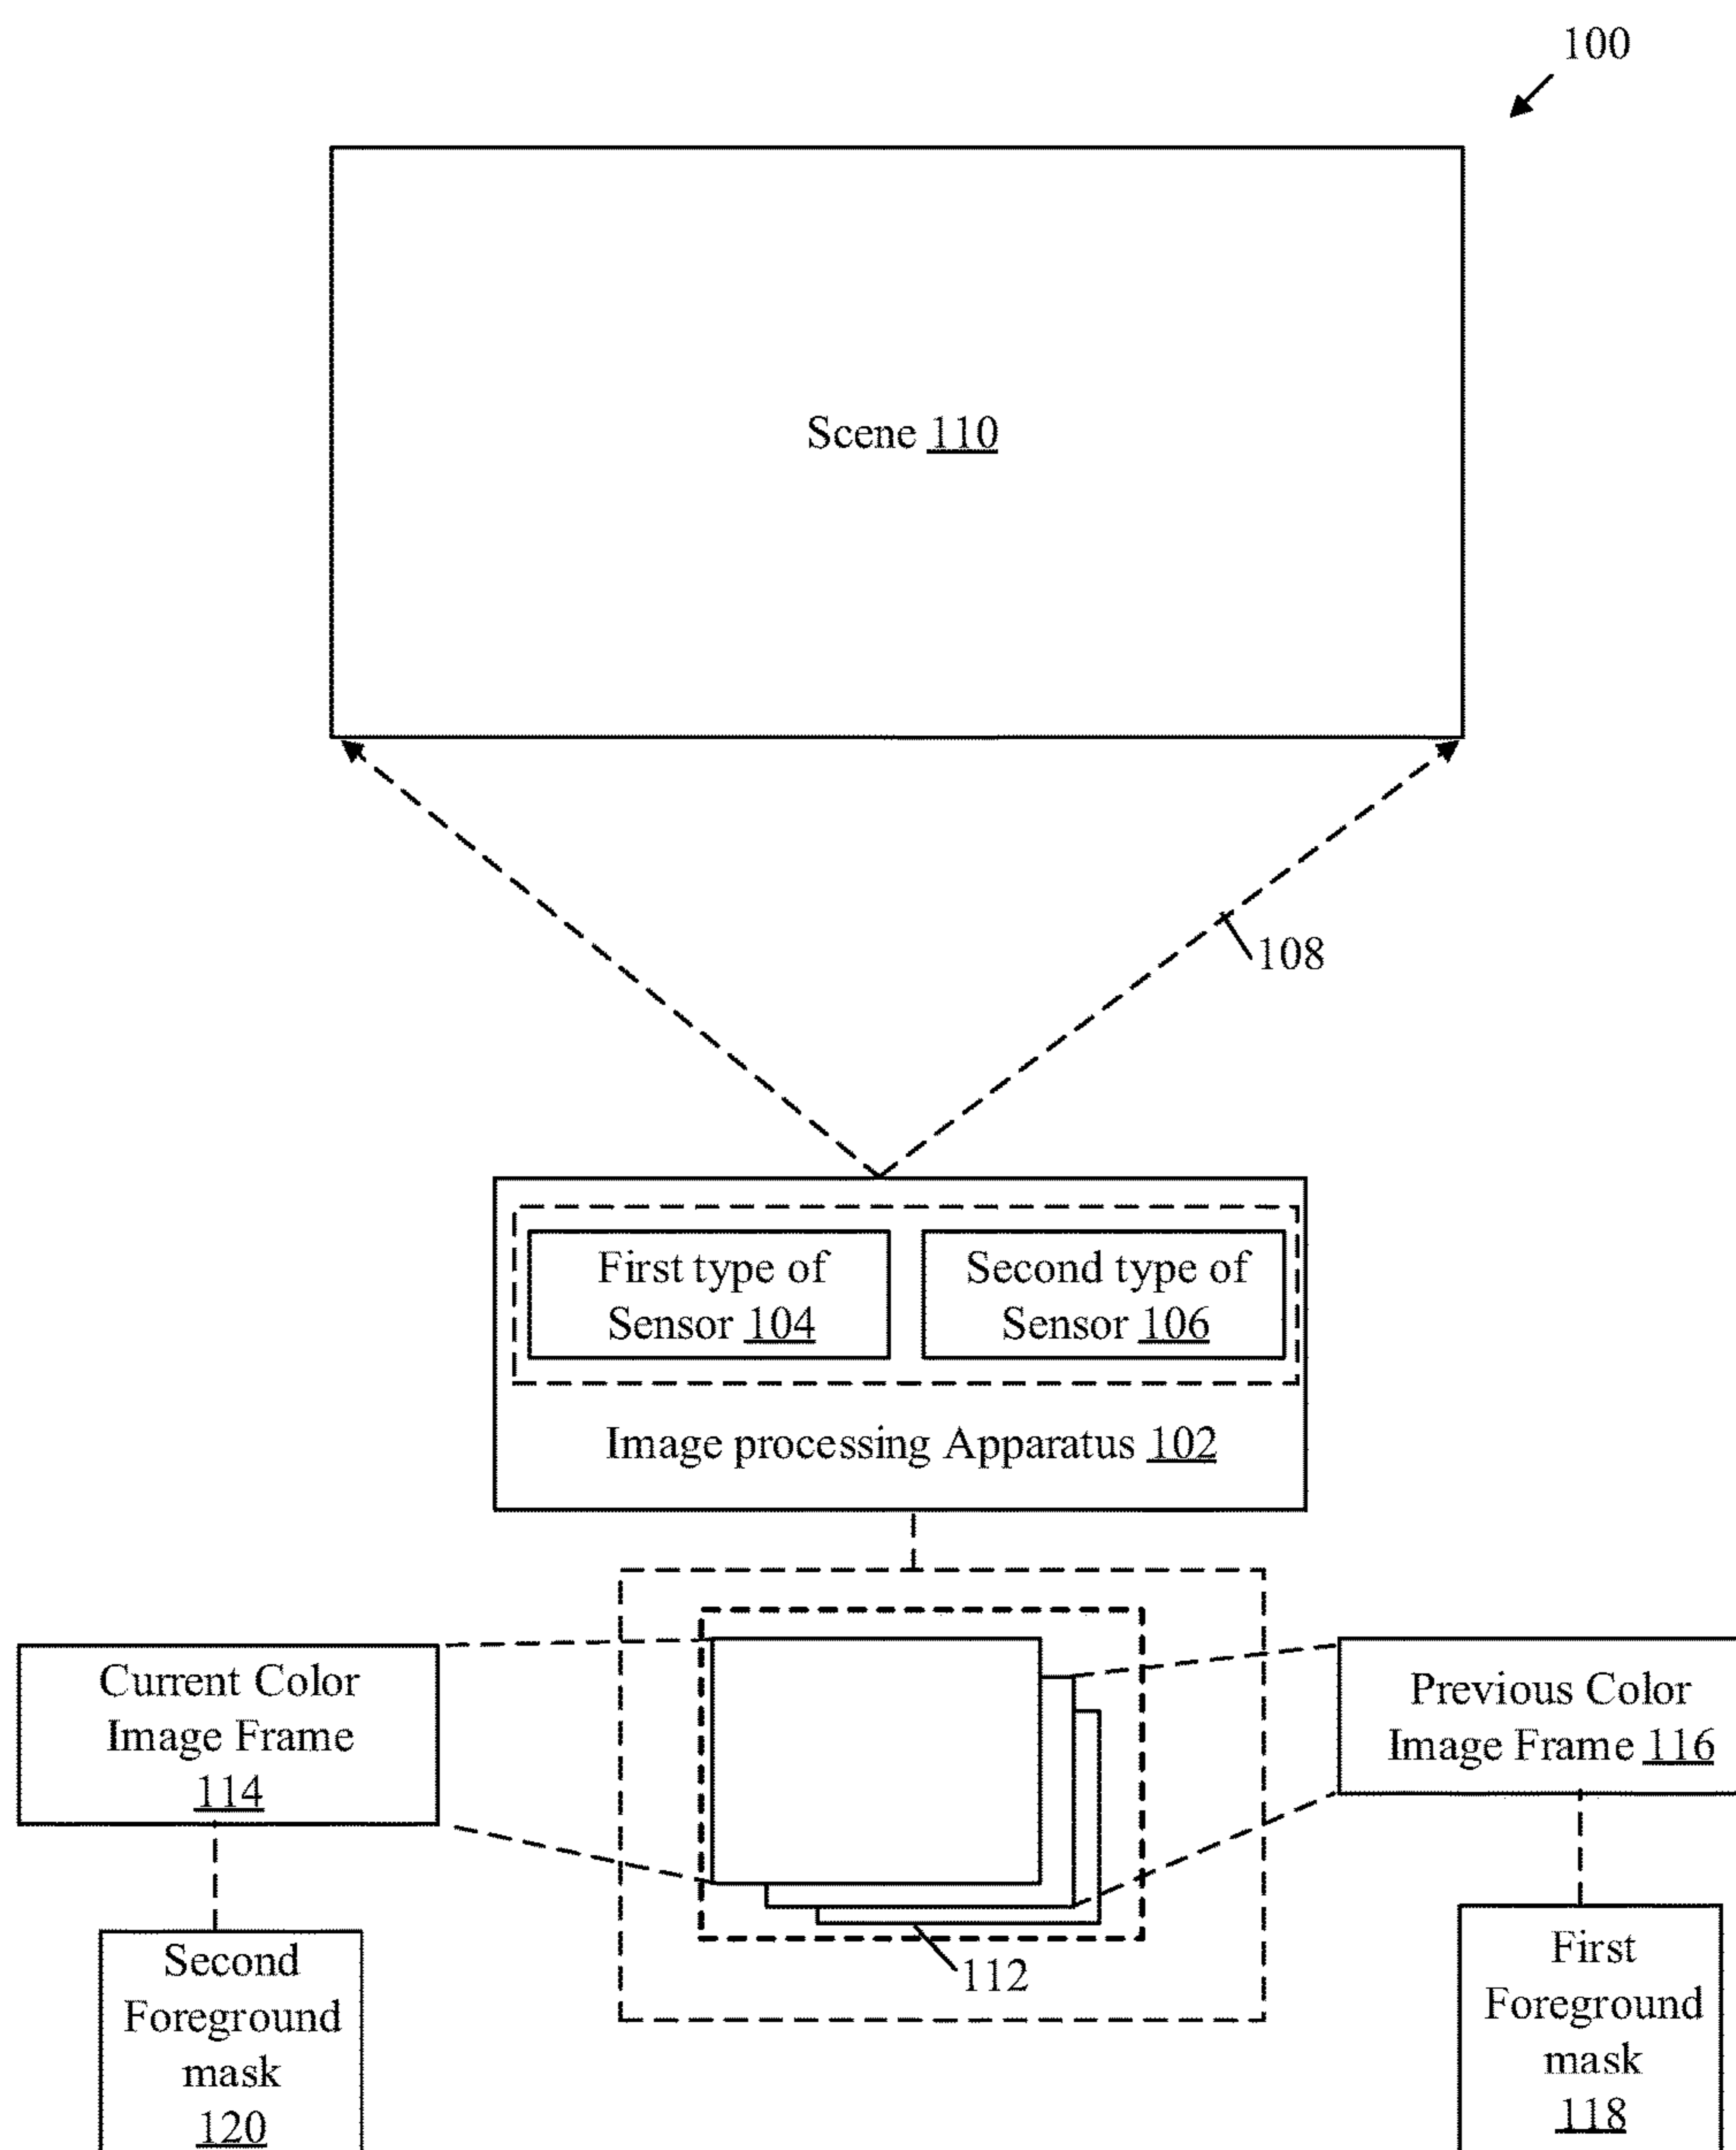 100
Scene 110
108
First type of
Sensor 104
Second type of
Sensor 106
Image processing Apparatus 102
Current Color
Image Frame
114
Previous Color
Image Frame 116
112
Second
Foreground
mask
120
First
Foreground
mask
118